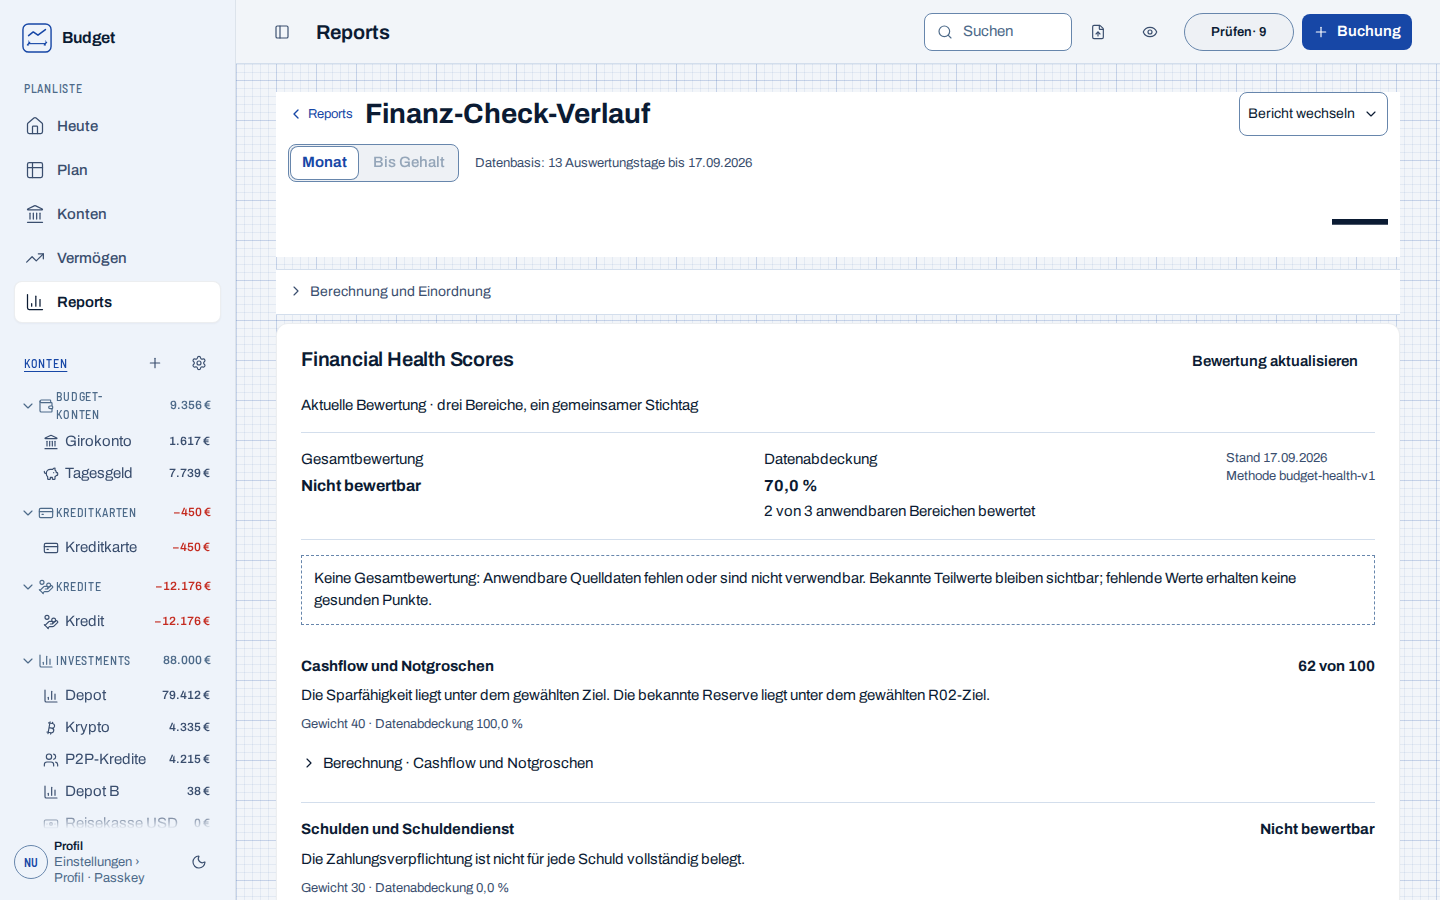 Budget
PLANLISTE
Heute
Plan
Konten
Vermögen
Reports
KONTEN
BUDGET-
KONTEN
9.356 €
Girokonto 1.617 €
Tagesgeld 7.739 €
KREDITKARTEN −450 €
Kreditkarte −450 €
KREDITE −12.176 €
Kredit −12.176 €
INVESTMENTS 88.000 €
Depot 79.412 €
Krypto 4.335 €
P2P-Kredite 4.215 €
Depot B 38 €
Reisekasse USD 0 €
NU
Profil
Einstellungen ›
Profil · Passkey
Reports
Suchen
Prüfen · 9
Buchung
Reports
Finanz-Check-Verlauf
Bericht wechseln
Monat
Bis Gehalt
Datenbasis: 13 Auswertungstage bis 17.09.2026
Berechnung und Einordnung
Financial Health Scores
Bewertung aktualisieren
Aktuelle Bewertung · drei Bereiche, ein gemeinsamer Stichtag
Gesamtbewertung
Nicht bewertbar
Datenabdeckung
70,0 %
2 von 3 anwendbaren Bereichen bewertet
Stand 17.09.2026
Methode budget-health-v1
Keine Gesamtbewertung: Anwendbare Quelldaten fehlen oder sind nicht verwendbar. Bekannte Teilwerte bleiben sichtbar; fehlende Werte erhalten keine
gesunden Punkte.
Cashflow und Notgroschen 62 von 100
Die Sparfähigkeit liegt unter dem gewählten Ziel. Die bekannte Reserve liegt unter dem gewählten R02-Ziel.
Gewicht 40 · Datenabdeckung 100,0 %
Berechnung · Cashflow und Notgroschen
Schulden und Schuldendienst Nicht bewertbar
Die Zahlungsverpflichtung ist nicht für jede Schuld vollständig belegt.
Gewicht 30 · Datenabdeckung 0,0 %